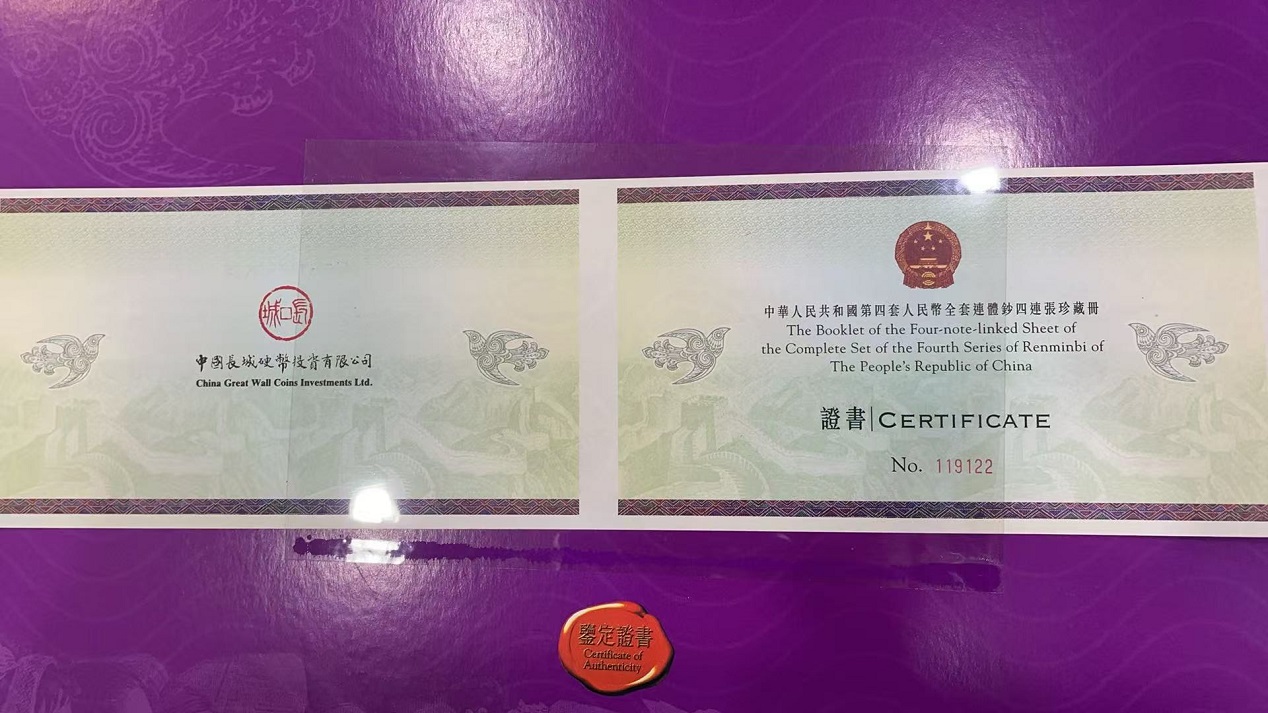 長城
中國長城硬幣投資有限公司
China Great Wall Coins Investments Ltd.
中華人民共和國第四套人民幣全套連體鈔四連張珍藏冊
The Booklet of the Four-note-linked Sheet of
the Complete Set of the Fourth Series of Renminbi of
The People's Republic of China
證書|CERTIFICATE
No. 119122
鑒定證書
Certificate of
Authenticity